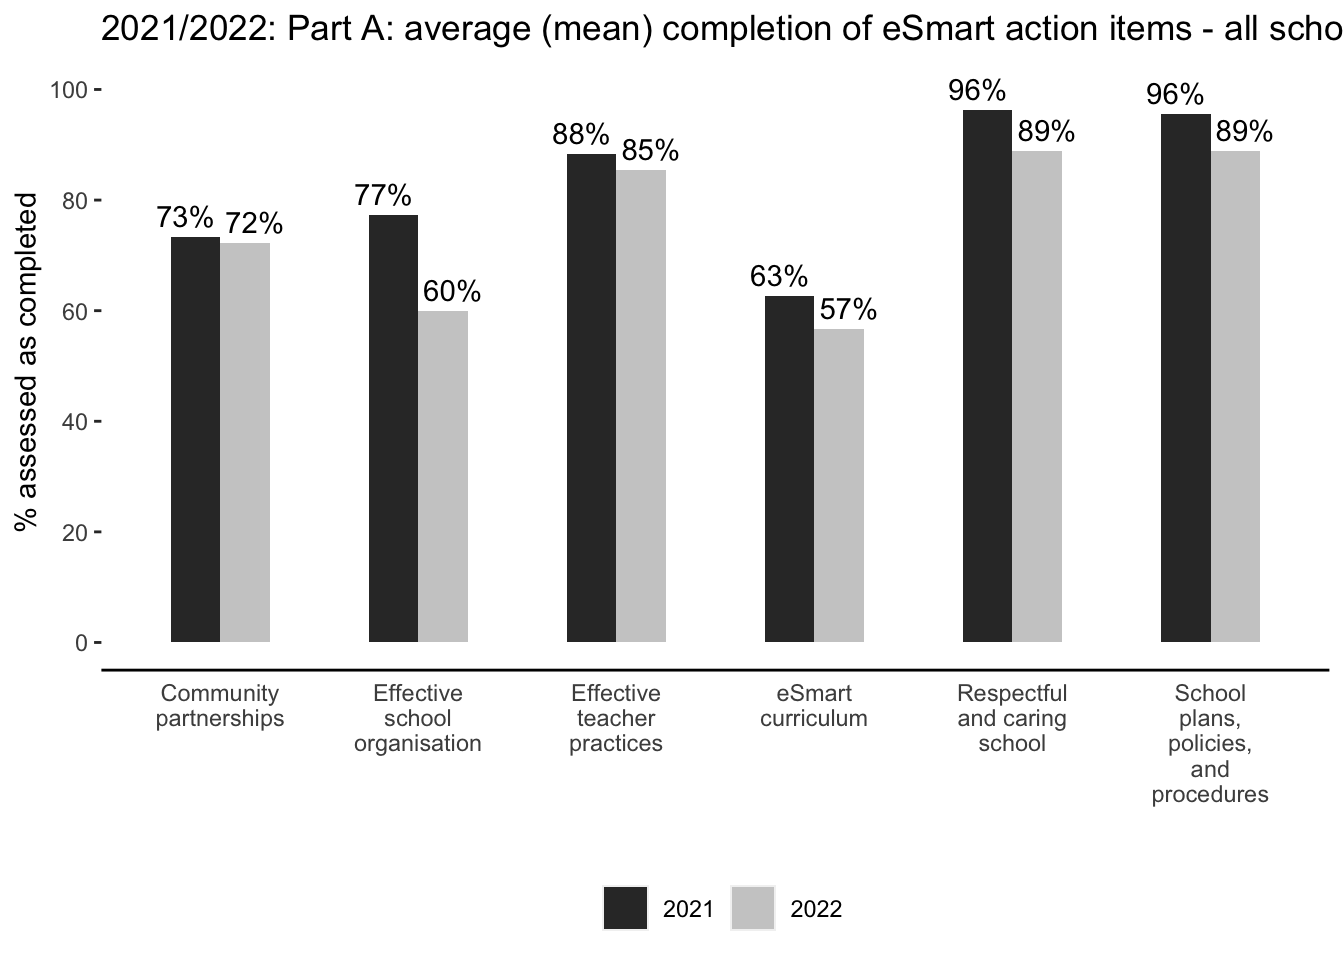 2021/2022: Part A: average (mean) completion of eSmart action items - all scho
% assessed as completed
100
80
60
40
20
0
73%
72%
77%
60%
88%
85%
63%
57%
96%
89%
96%
89%
Community
partnerships
Effective
school
organisation
Effective
teacher
practices
eSmart
curriculum
Respectful
and caring
school
School
plans,
policies,
and
procedures
2021
2022